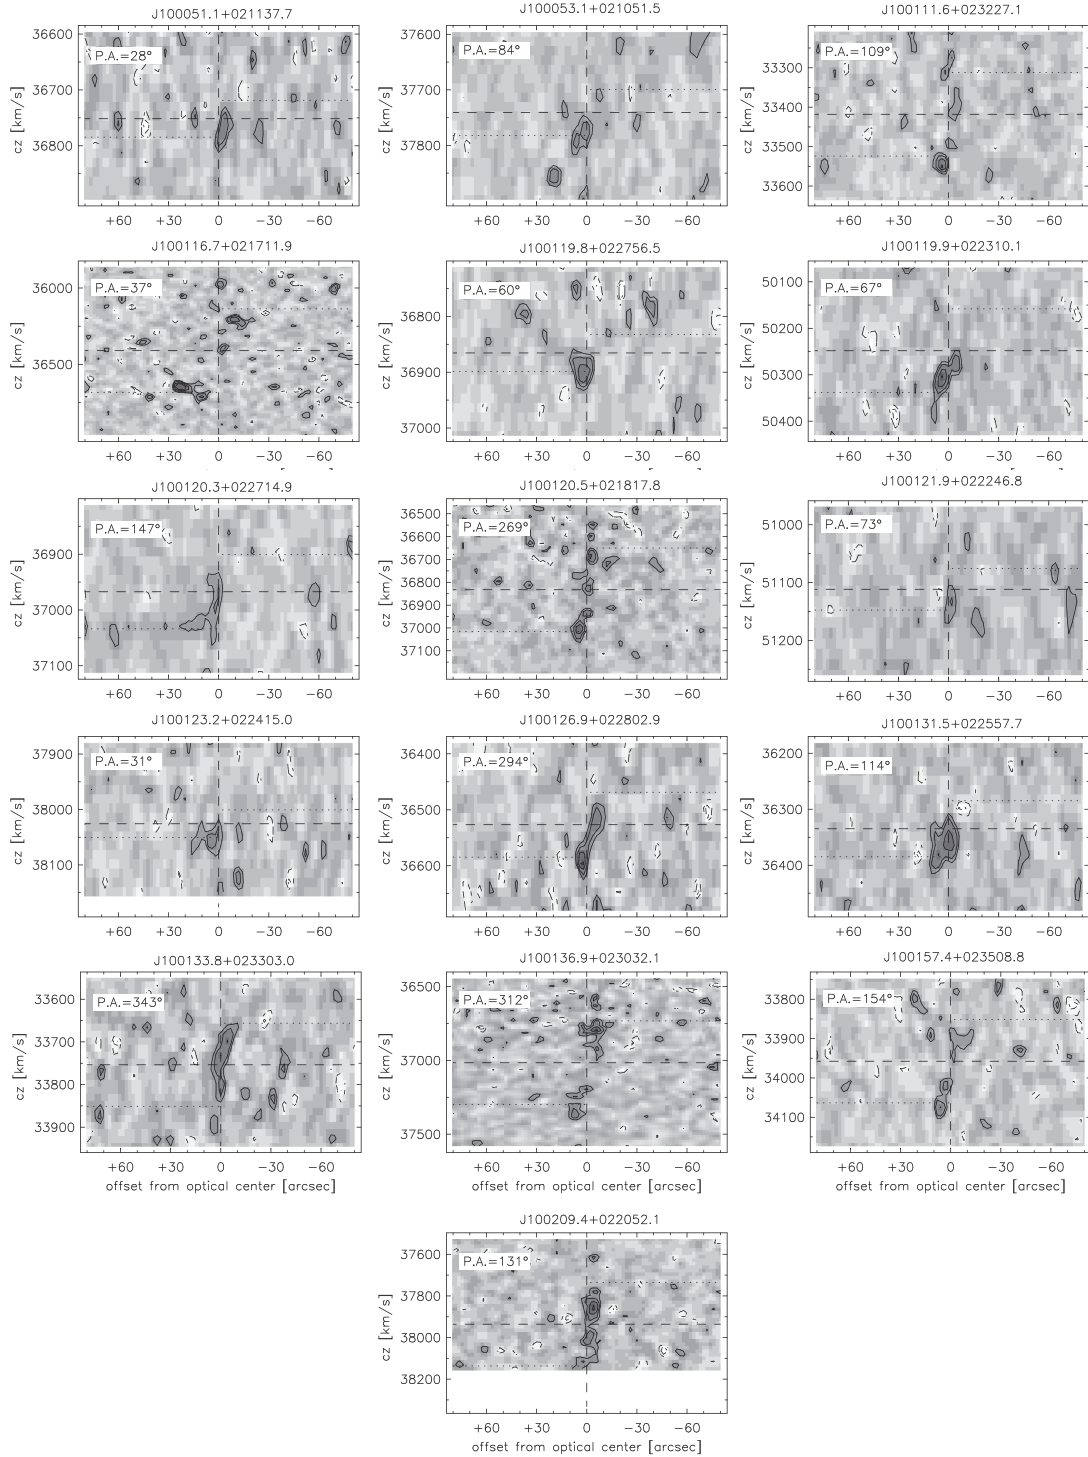 J100051.1+021137.7 J100053.1+021051.5 J100111.6+023227.1
P.A.=28° P.A.=84° P.A.=109°
36600 37600 33300
36700 37700 33400
36800 37800 33500
33600
cz [km/s] cz [km/s] cz [km/s]
+60 +30 0 −30 −60 +60 +30 0 −30 −60 +60 +30 0 −30 −60
J100116.7+021711.9 J100119.8+022756.5 J100119.9+022310.1
P.A.=37° P.A.=60° P.A.=67°
36000 36800 50100
36500 36900 50200
37000 50300
50400
cz [km/s] cz [km/s] cz [km/s]
+60 +30 0 −30 −60 +60 +30 0 −30 −60 +60 +30 0 −30 −60
J100120.3+022714.9 J100120.5+021817.8 J100121.9+022246.8
P.A.=147° P.A.=269° P.A.=73°
36900 36500 51000
37000 36600 51100
37100 36700 51200
36800
36900
37000
37100
cz [km/s] cz [km/s] cz [km/s]
+60 +30 0 −30 −60 +60 +30 0 −30 −60 +60 +30 0 −30 −60
J100123.2+022415.0 J100126.9+022802.9 J100131.5+022557.7
P.A.=31° P.A.=294° P.A.=114°
37900 36400 36200
38000 36500 36300
38100 36600 36400
cz [km/s] cz [km/s] cz [km/s]
+60 +30 0 −30 −60 +60 +30 0 −30 −60 +60 +30 0 −30 −60
J100133.8+023303.0 J100136.9+023032.1 J100157.4+023508.8
P.A.=343° P.A.=312° P.A.=154°
33600 36500 33800
33700 37000 33900
33800 37500 34000
33900 34100
cz [km/s] cz [km/s] cz [km/s]
+60 +30 0 −30 −60 +60 +30 0 −30 −60 +60 +30 0 −30 −60
offset from optical center [arcsec] offset from optical center [arcsec] offset from optical center [arcsec]
J100209.4+022052.1
P.A.=131°
37600
37800
38000
38200
cz [km/s]
+60 +30 0 −30 −60
offset from optical center [arcsec]